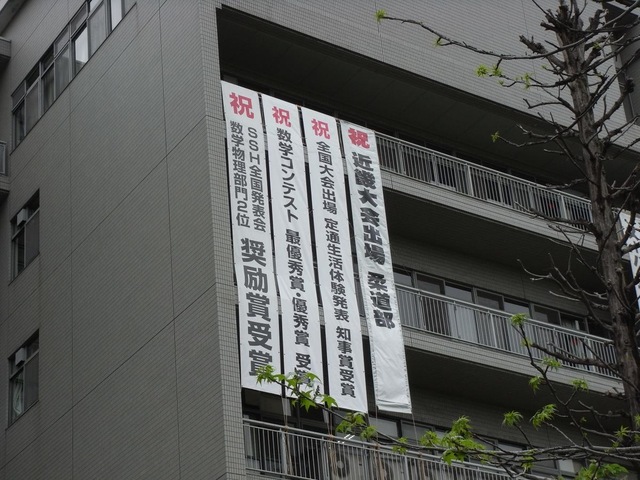 祝 近畿大会出場 柔道部
祝 全国大会出場 定通生活体験発表 知事賞受賞
祝 数学コンテスト 最優秀賞・優秀賞 受賞
祝 SSH全国発表会 奨励賞受賞
数学物理部門2位